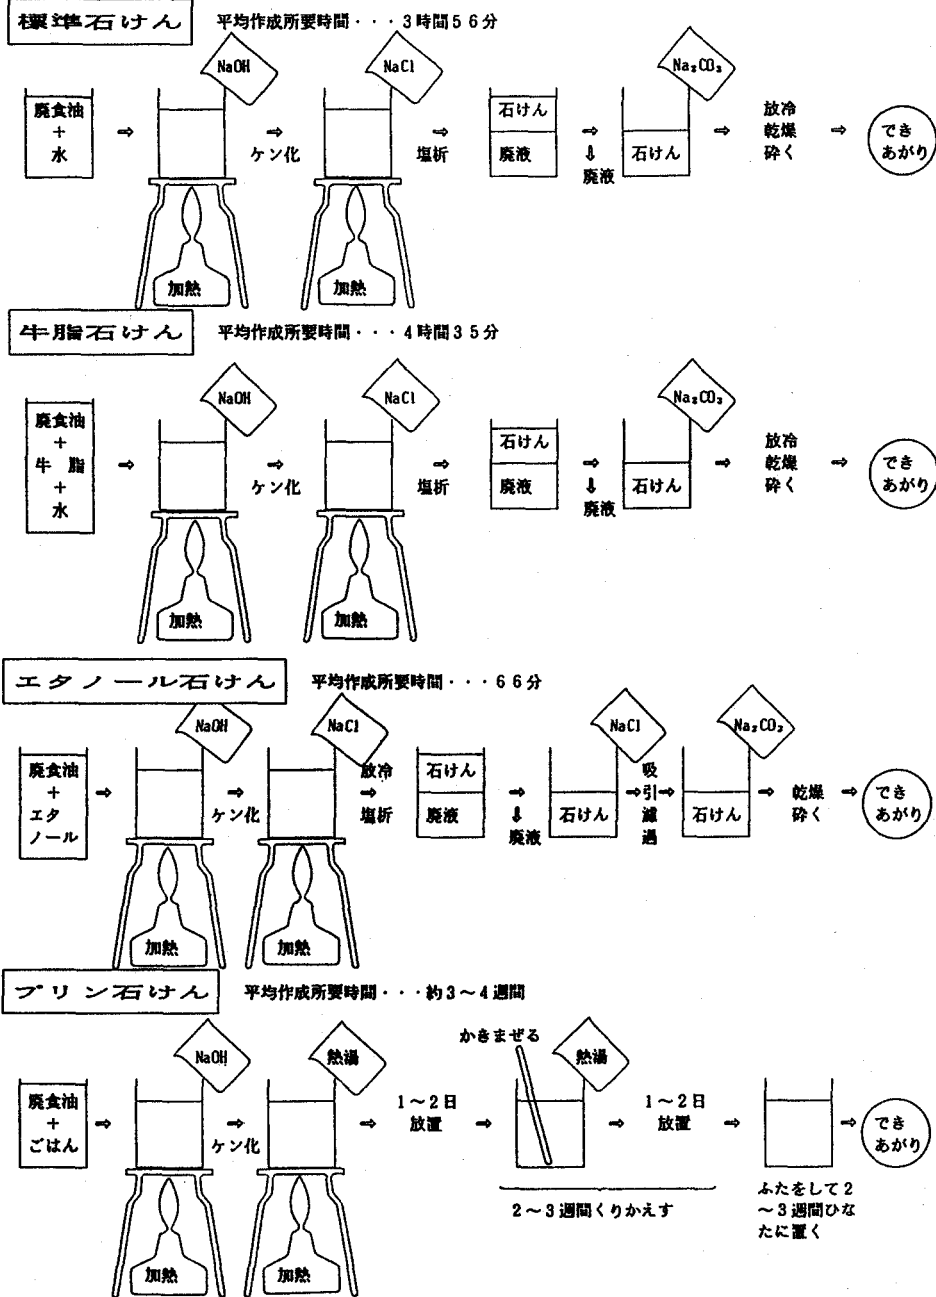 標準石けん 平均作成所要時間・・・3時間56分
NaOH
NaCl
Na₂CO₃
廃食油
+
水
⇒
⇒
ケン化
⇒
塩析
石けん
廃液
⇒
⇓
廃液
石けん
⇒
放冷
乾燥
砕く
⇒
でき
あがり
加熱
加熱
牛脂石けん 平均作成所要時間・・・4時間35分
NaOH
NaCl
Na₂CO₃
廃食油
+
牛 脂
+
水
⇒
⇒
ケン化
⇒
塩析
石けん
廃液
⇒
⇓
廃液
石けん
⇒
放冷
乾燥
砕く
⇒
でき
あがり
加熱
加熱
エタノール石けん 平均作成所要時間・・・66分
NaOH
NaCl
NaCl
Na₂CO₃
廃食油
+
エタ
ノール
⇒
⇒
ケン化
放冷
⇒
塩析
石けん
廃液
⇒
⇓
廃液
石けん
⇒吸引濾過⇒
石けん
⇒
乾燥
砕く
⇒
でき
あがり
加熱
加熱
プリン石けん 平均作成所要時間・・・約3~4週間
かきまぜる
NaOH
熱湯
熱湯
廃食油
+
ごはん
⇒
⇒
ケン化
⇒
1~2日
放置
⇒
⇒
1~2日
放置
⇒
⇒
でき
あがり
2~3週間くりかえす
ふたをして2
~3週間ひな
たに置く
加熱
加熱